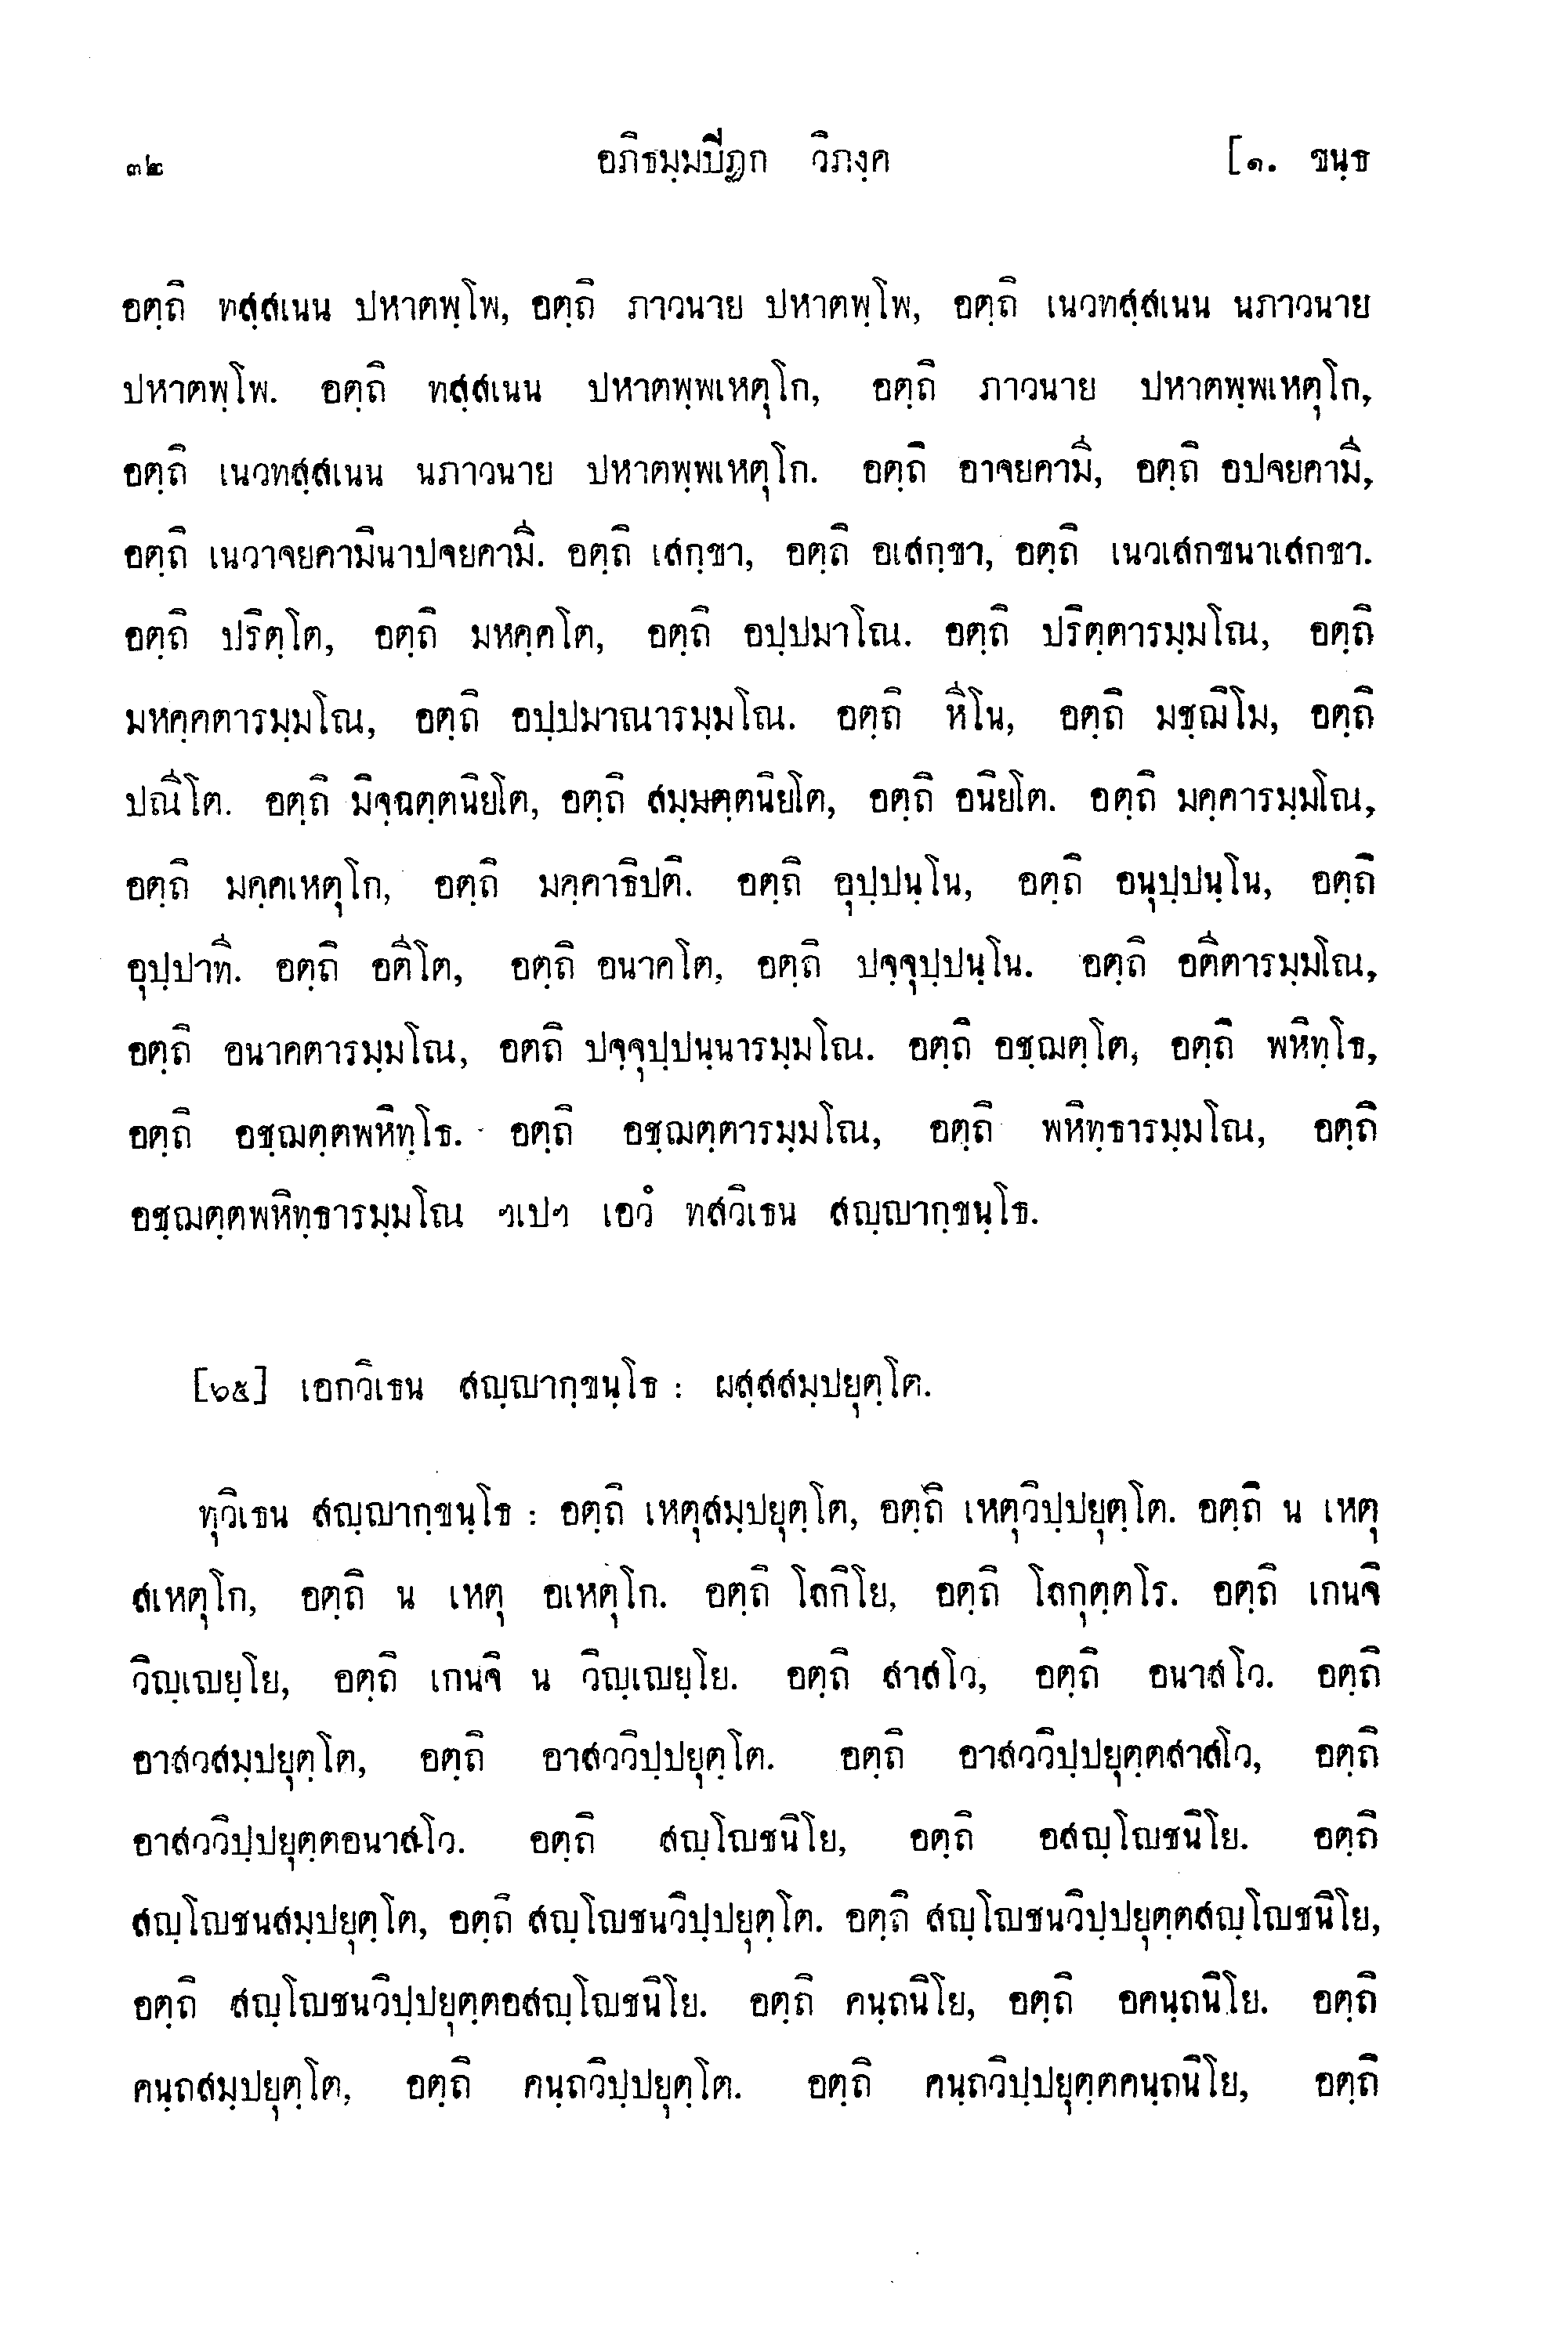 ๓๒ อภิธมฺมปีฎก วิภงฺค [๑. ขนฺธ
อตฺถิ ทสฺสเนน ปหาตพฺโพ, อตฺถิ ภาวนาย ปหาตพฺโพ, อตฺถิ เนวทสฺสเนน นภาวนาย
ปหาตพฺโพ. อตฺถิ ทสฺสเนน ปหาตพฺพเหตุโก, อตฺถิ ภาวนาย ปหาตพฺพเหตุโก,
อตฺถิ เนวทสฺสเนน นภาวนาย ปหาตพฺพเหตุโก. อตฺถิ อาจยคามี, อตฺถิ อปจยคามี,
อตฺถิ เนวาจยคามินาปจยคามี. อตฺถิ เสกฺขา, อตฺถิ อเสกฺขา, อตฺถิ เนวเสกขนาเสกขา.
อตฺถิ ปริตฺโต, อตฺถิ มหคฺคโต, อตฺถิ อปฺปมาโณ. อตฺถิ ปริตฺตารมฺมโณ, อตฺถิ
มหคฺคตารมฺมโณ, อตฺถิ อปฺปมาณารมฺมโณ. อตฺถิ หีโน, อตฺถิ มชฺฌิโม, อตฺถิ
ปณีโต. อตฺถิ มิจฺฉตฺตนิยโต, อตฺถิ สมฺมตฺตนิยโต, อตฺถิ อนิยโต. อตฺถิ มคฺคารมฺมโณ,
อตฺถิ มคฺคเหตุโก, อตฺถิ มคฺคาธิปติ. อตฺถิ อุปฺปนฺโน, อตฺถิ อนุปฺปนฺโน, อตฺถิ
อุปฺปาที. อตฺถิ อตีโต, อตฺถิ อนาคโต, อตฺถิ ปจฺจุปฺปนฺโน. อตฺถิ อตีตารมฺมโณ,
อตฺถิ อนาคตารมฺมโณ, อตถิ ปจฺจุปฺปนฺนารมฺมโณ. อตฺถิ อชฺฌตฺโต, อตฺถิ พหิทฺโธ,
อตฺถิ อชฺฌตฺตพหิทฺโธ. อตฺถิ อชฺฌตฺตารมฺมโณ, อตฺถิ พหิทฺธารมฺมโณ, อตฺถิ
อชฺฌตฺตพหิทฺธารมฺมโณ ฯเปฯ เอวํ ทสวิเธน สญฺญากฺขนฺโธ.
[๖๕] เอกวิเธน สญฺญากฺขนฺโธ : ผสฺสสมฺปยุตฺโต.
ทุวิเธน สญฺญากฺขนฺโธ : อตฺถิ เหตุสมฺปยุตฺโต, อตฺถิ เหตุวิปฺปยุตฺโต. อตฺถิ น เหตุ
สเหตุโก, อตฺถิ น เหตุ อเหตุโก. อตฺถิ โลกิโย, อตฺถิ โลกุตฺตโร. อตฺถิ เกนจิ
วิญฺเญยฺโย, อตฺถิ เกนจิ น วิญฺเญยฺโย. อตฺถิ สาสโว, อตฺถิ อนาสโว. อตฺถิ
อาสวสมฺปยุตฺโต, อตฺถิ อาสววิปฺปยุตฺโต. อตฺถิ อาสววิปฺปยุตฺตสาสโว, อตฺถิ
อาสววิปฺปยุตฺตอนาสโว. อตฺถิ สญฺโญชนิโย, อตฺถิ อสญฺโญชนิโย. อตฺถิ
สญฺโญชนสมฺปยุตฺโต, อตฺถิ สญฺโญชนวิปฺปยุตฺโต. อตฺถิ สญฺโญชนวิปฺปยุตฺตสญฺโญชนิโย,
อตฺถิ สญฺโญชนวิปฺปยุตฺตอสญฺโญชนิโย. อตฺถิ คนฺถนิโย, อตฺถิ อคนฺถนิโย. อตฺถิ
คนฺถสมฺปยุตฺโต, อตฺถิ คนฺถวิปฺปยุตฺโต. อตฺถิ คนฺถวิปฺปยุตฺตคนฺถนิโย, อตฺถิ